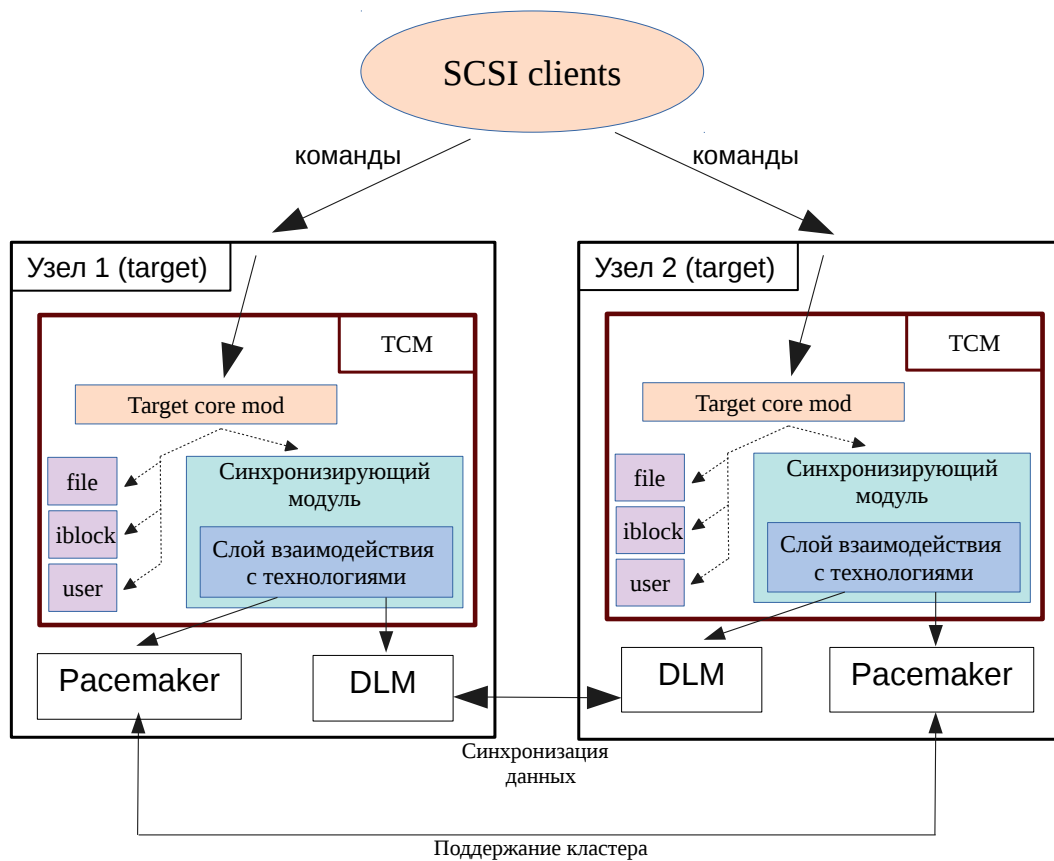 SCSI clients
команды
команды
Узел 1 (target)
TCM
Target core mod
file
iblock
user
Синхронизирующий
модуль
Слой взаимодействия
с технологиями
Pacemaker
DLM
Узел 2 (target)
TCM
Target core mod
file
iblock
user
Синхронизирующий
модуль
Слой взаимодействия
с технологиями
DLM
Pacemaker
Синхронизация
данных
Поддержание кластера